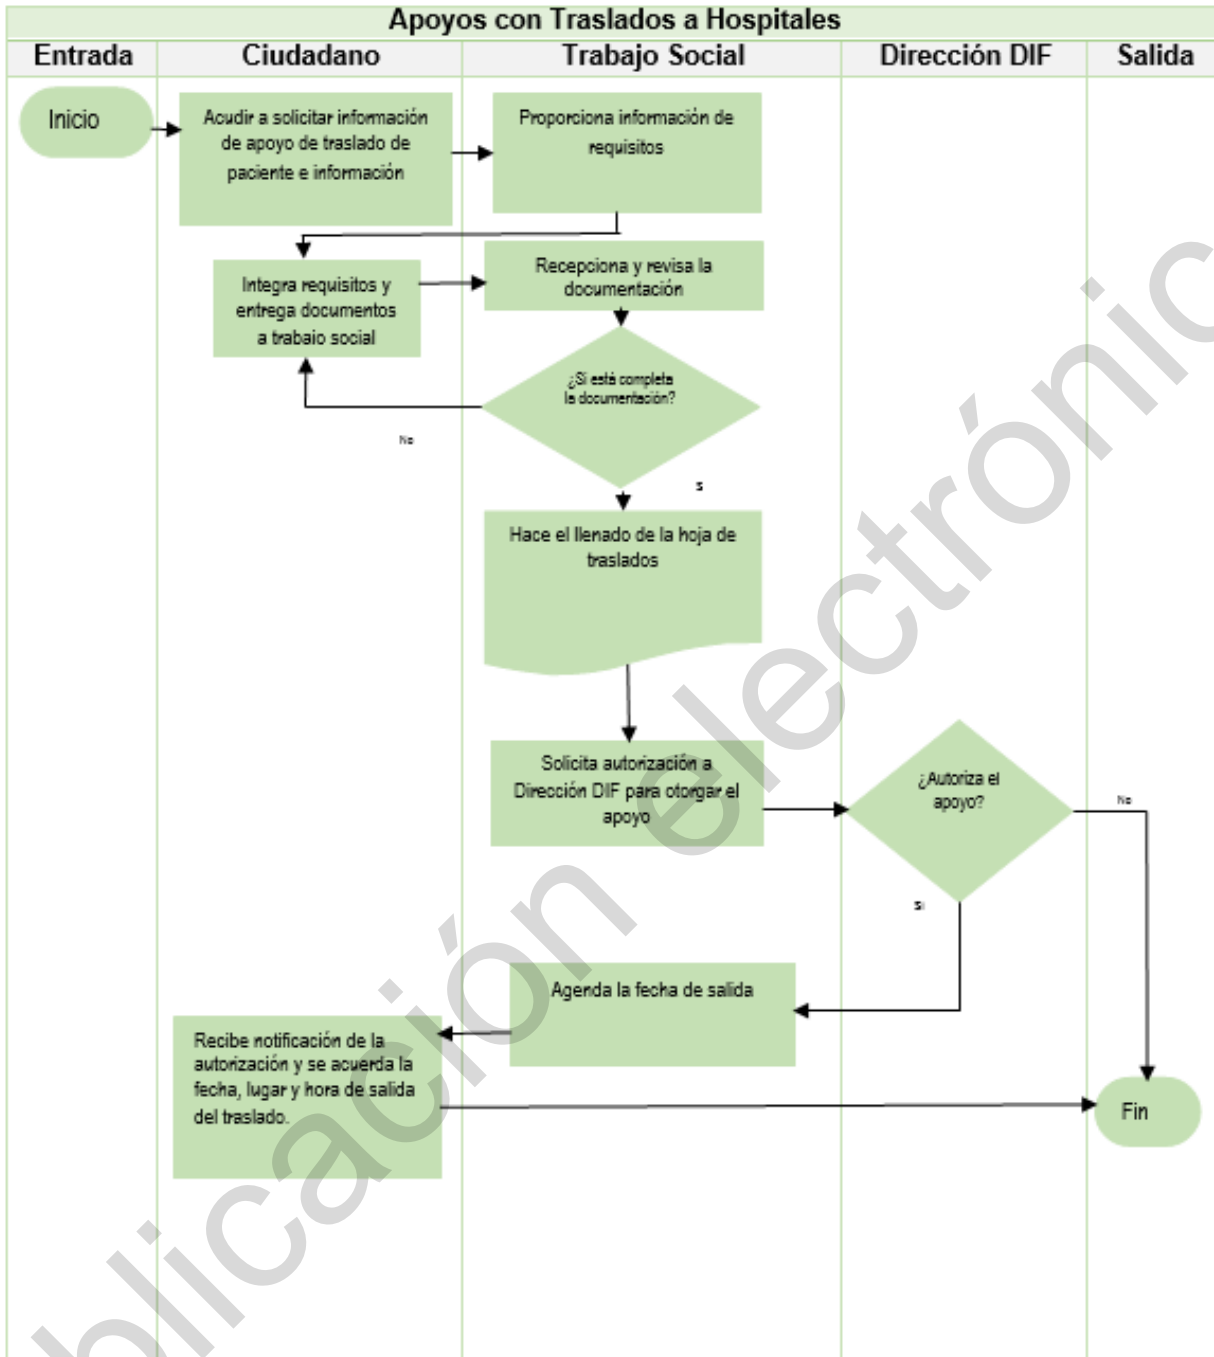 Apoyos con Traslados a Hospitales
Entrada
Ciudadano
Trabajo Social
Dirección DIF
Salida
Inicio
Acudir a solicitar información
de apoyo de traslado de
paciente e información
Proporciona información de
requisitos
Integra requisitos y
entrega documentos
a trabaio social
Recepciona y revisa la
documentación
¿Si está completa
la documentación?
No
S
Hace el llenado de la hoja de
traslados
Solicita autorización a
Dirección DIF para otorgar el
apoyo
¿Autoriza el
apoyo?
No
Si
Agenda la fecha de salida
Recibe notificación de la
autorización y se acuerda la
fecha, lugar y hora de salida
del traslado.
Fin
blicación electrónic